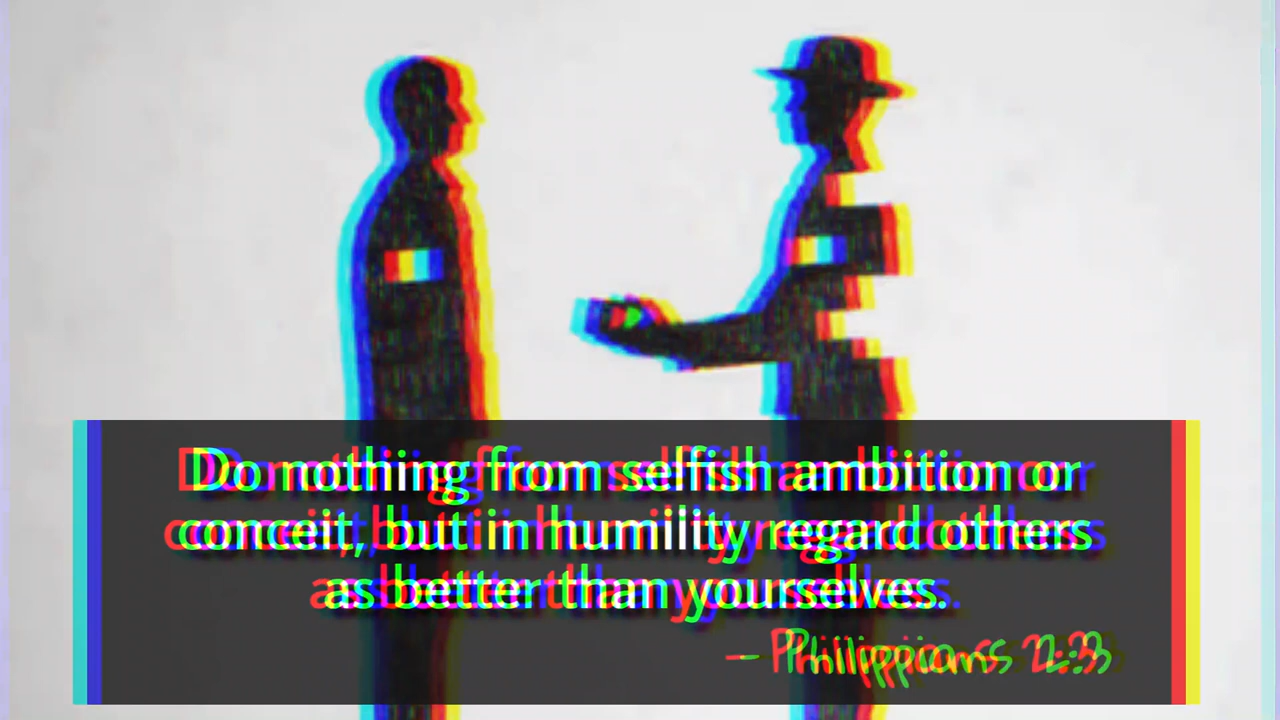 Do nothing from selfish ambition or
conceit, but in humility regard others
as better than yourselves.
– Philippians 2:3